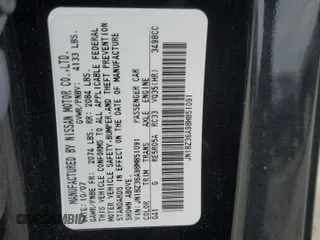 MANUFACTURED BY NISSAN MOTOR CO., LTD.
DATE: 10/07 GVWR/PNBV: 4133 LBS.
GAWR/PNBE FR: 2074 LBS. RR: 2084 LBS.
THIS VEHICLE CONFORMS TO ALL APPLICABLE FEDERAL
MOTOR VEHICLE SAFETY, BUMPER, AND THEFT PREVENTION
STANDARDS IN EFFECT ON THE DATE OF MANUFACTURE
SHOWN ABOVE.
VIN: JN1BZ36A98M851091 PASSENGER CAR
COLOR TRIM TRANS AXLE ENGINE
G41 G RE5R05A RC33 VQ35(HR) 3498CC
JN1BZ36A98M851091